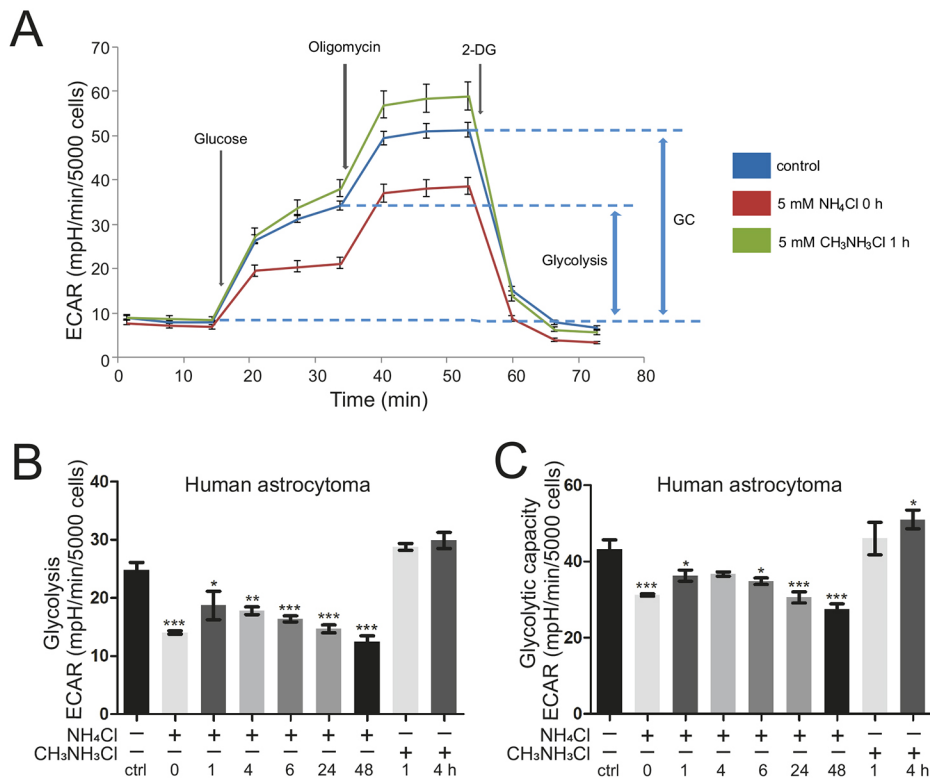 A
Oligomycin
2-DG
Glucose
70
60
50
40
30
20
10
0
ECAR (mpH/min/5000 cells)
0 10 20 30 40 50 60 70 80
Time (min)
Glycolysis
GC
control
5 mM NH₄Cl 0 h
5 mM CH₃NH₃Cl 1 h
B
Human astrocytoma
Glycolysis
ECAR (mpH/min/5000 cells)
40
30
20
10
0
*** * ** *** *** ***
NH₄Cl − + + + + + + − −
CH₃NH₃Cl − − − − − − − + +
ctrl 0 1 4 6 24 48 1 4 h
C
Human astrocytoma
Glycolytic capacity
ECAR (mpH/min/5000 cells)
60
40
20
0
*** * * *** *** *
NH₄Cl − + + + + + + − −
CH₃NH₃Cl − − − − − − − + +
ctrl 0 1 4 6 24 48 1 4 h